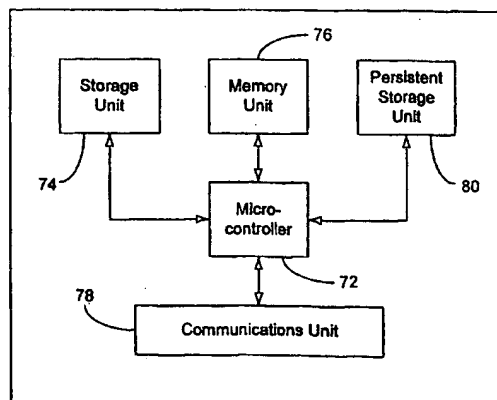 76
Storage
Unit
Memory
Unit
Persistent
Storage
Unit
74
80
Micro-
controller
72
78
Communications Unit